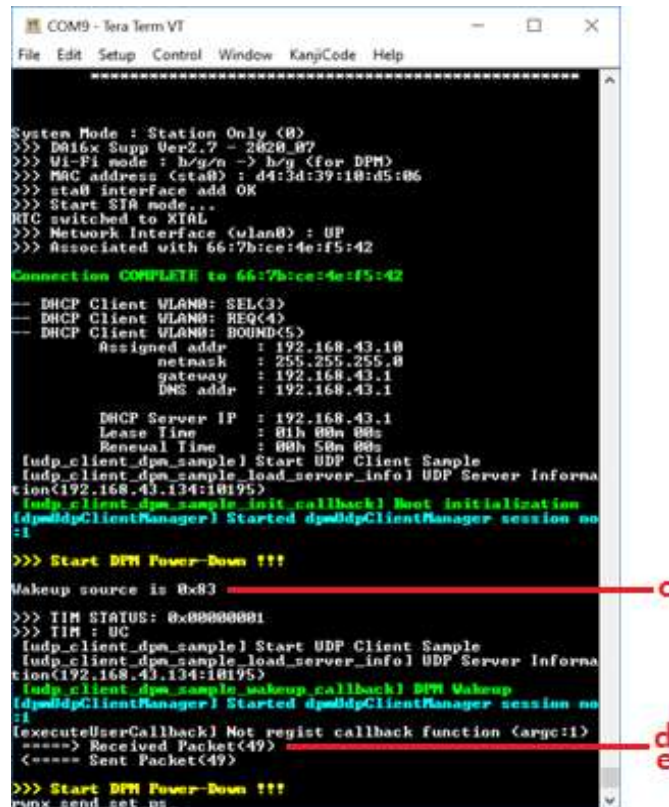 COM9 - Tera Term VT
File Edit Setup Control Window KanjiCode Help
=======================================================
System Mode : Station Only (0)
>>> DA16x Supp Ver2.7 - 2020_07
>>> Wi-Fi mode : b/g/n -> b/g (for DPM)
>>> MAC address (sta0) : d4:3d:39:10:d5:06
>>> sta0 interface add OK
>>> Start STA mode...
RTC switched to XTAL
>>> Network Interface (wlan0) : UP
>>> Associated with 66:7b:ce:4e:f5:42
Connection COMPLETE to 66:7b:ce:4e:f5:42
-- DHCP Client WLAN0: SEL(3)
-- DHCP Client WLAN0: REQ(4)
-- DHCP Client WLAN0: BOUND(5)
Assigned addr : 192.168.43.10
netmask : 255.255.255.0
gateway : 192.168.43.1
DNS addr : 192.168.43.1
DHCP Server IP : 192.168.43.1
Lease Time : 01h 00m 00s
Renewal Time : 00h 50m 00s
[udp_client_dpm_sample] Start UDP Client Sample
[udp_client_dpm_sample_load_server_info] UDP Server Informa
tion(192.168.43.134:10195)
[udp_client_dpm_sample_init_callback] Boot initialization
[dpmUdpClientManager] Started dpmUdpClientManager session no
:1
>>> Start DPM Power-Down !!!
Wakeup source is 0x83
c
>>> TIM STATUS: 0x00000001
>>> TIM : UC
[udp_client_dpm_sample] Start UDP Client Sample
[udp_client_dpm_sample_load_server_info] UDP Server Informa
tion(192.168.43.134:10195)
[udp_client_dpm_sample_wakeup_callback] DPM Wakeup
[dpmUdpClientManager] Started dpmUdpClientManager session no
:1
[executeUserCallback] Not regist callback function (argc:1)
=====> Received Packet(49)
d
<===== Sent Packet(49)
e
>>> Start DPM Power-Down !!!
rwnx_send_set_ps